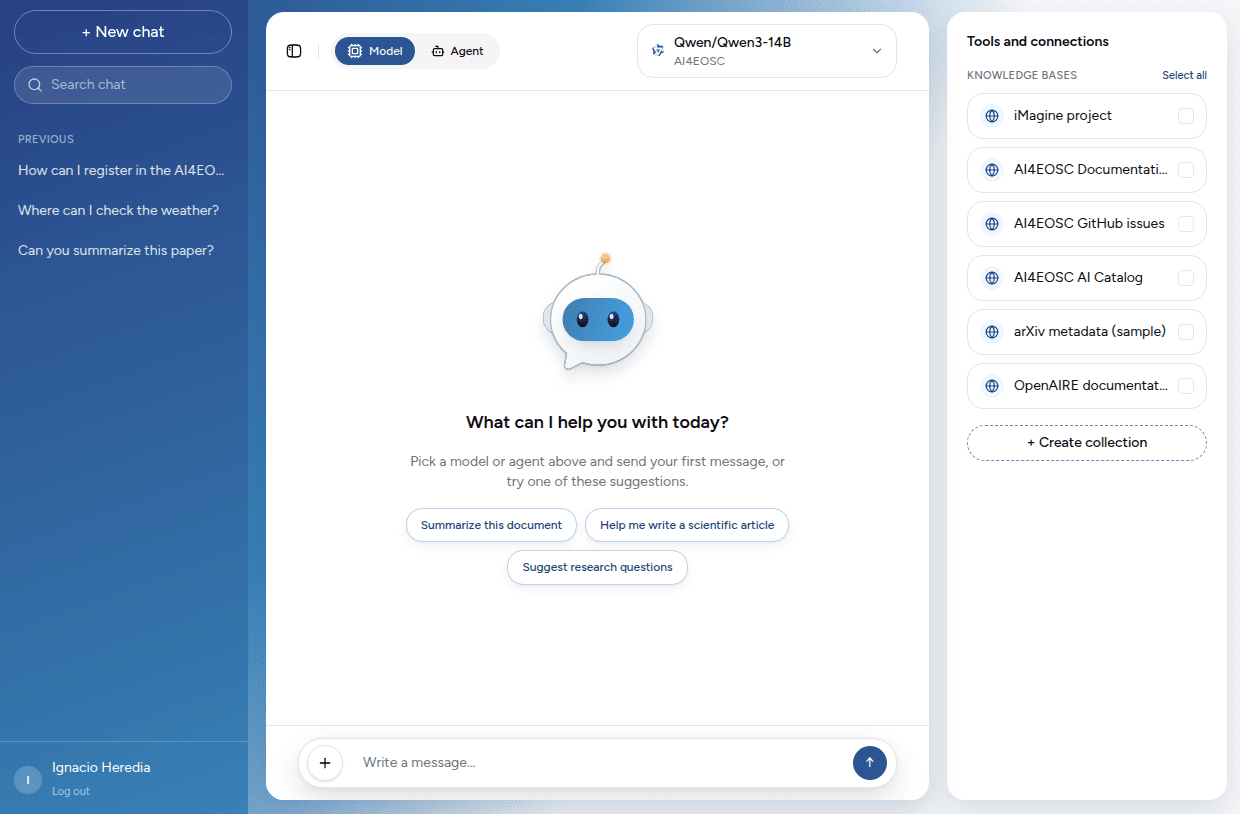 + New chat
Search chat
PREVIOUS
How can I register in the AI4EO...
Where can I check the weather?
Can you summarize this paper?
I
Ignacio Heredia
Log out
Model
Agent
Qwen/Qwen3-14B
AI4EOSC
What can I help you with today?
Pick a model or agent above and send your first message, or
try one of these suggestions.
Summarize this document
Help me write a scientific article
Suggest research questions
Write a message...
Tools and connections
KNOWLEDGE BASES
Select all
iMagine project
AI4EOSC Documentati...
AI4EOSC GitHub issues
AI4EOSC AI Catalog
arXiv metadata (sample)
OpenAIRE documentat...
+ Create collection